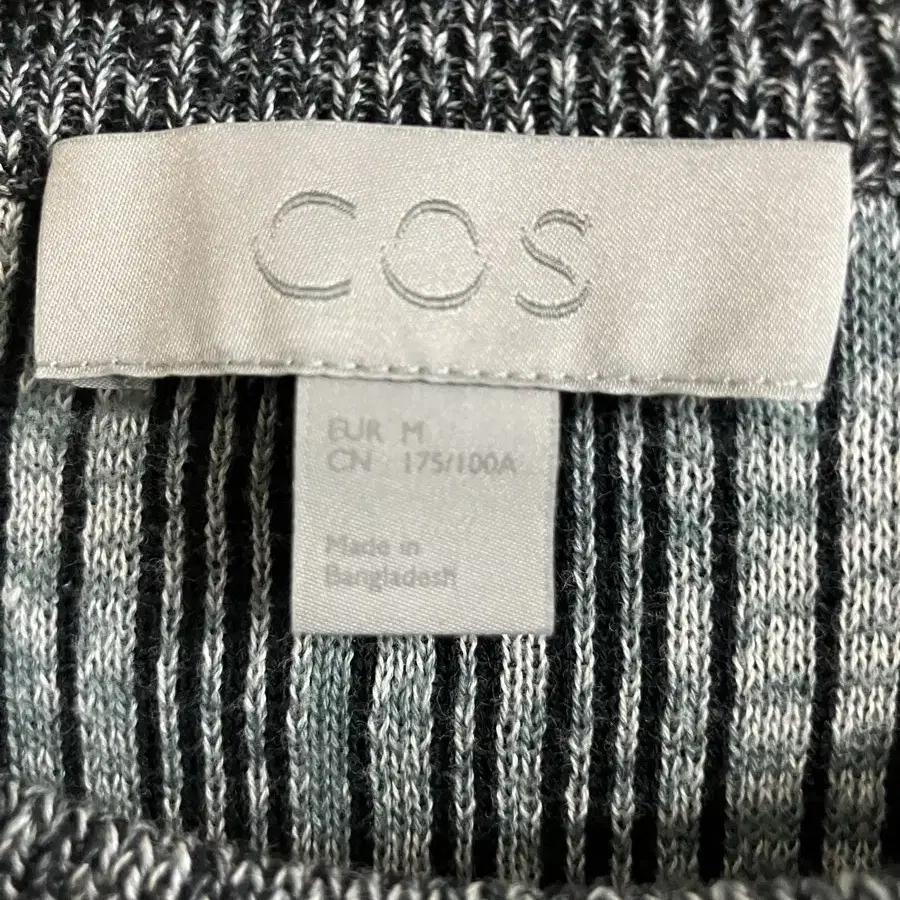 COS
EUR M
CN 175/100A
Made in
Bangladesh